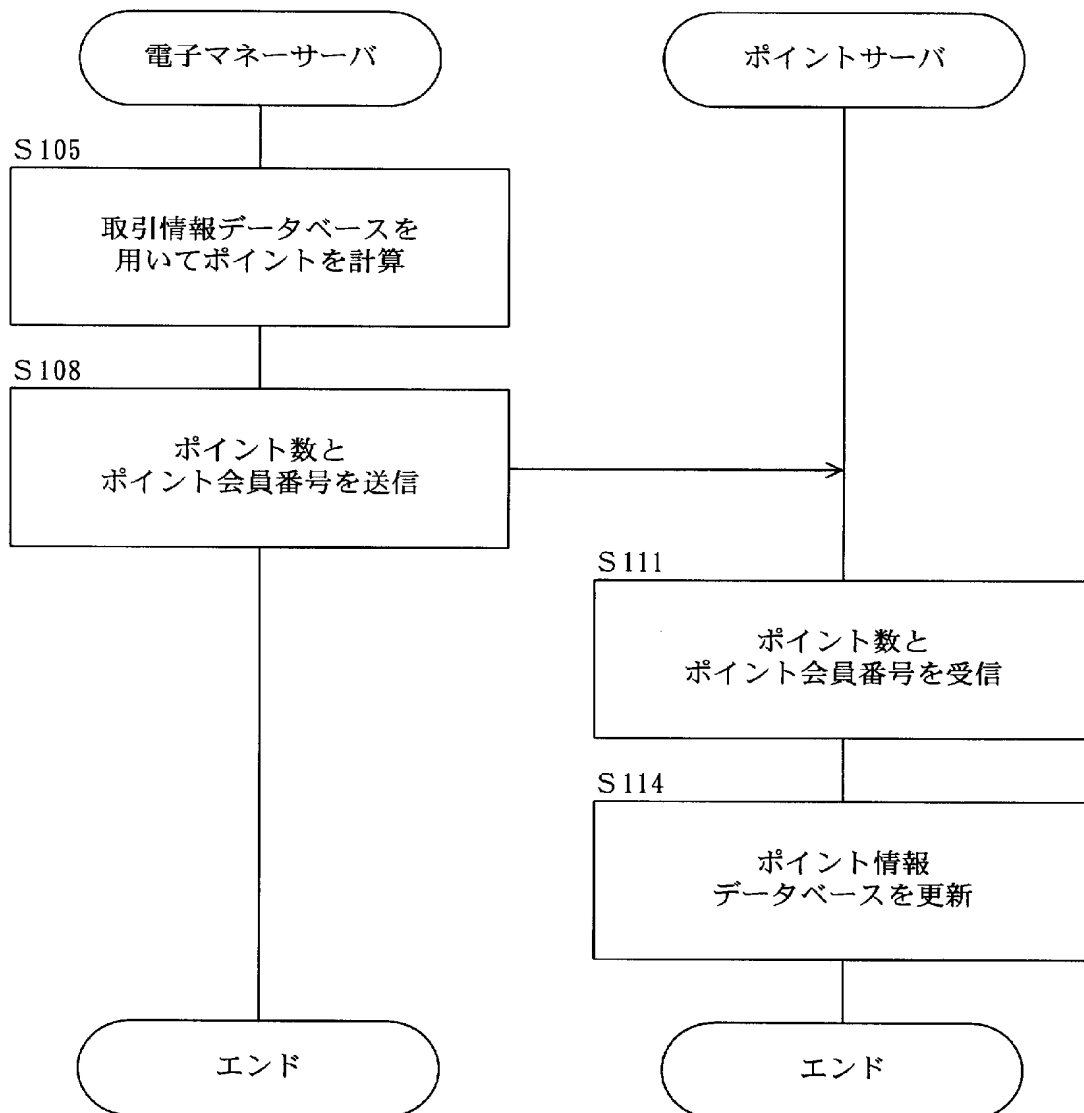 電子マネーサーバ
ポイントサーバ
S105
取引情報データベースを
用いてポイントを計算
S108
ポイント数と
ポイント会員番号を送信
S111
ポイント数と
ポイント会員番号を受信
S114
ポイント情報
データベースを更新
エンド
エンド